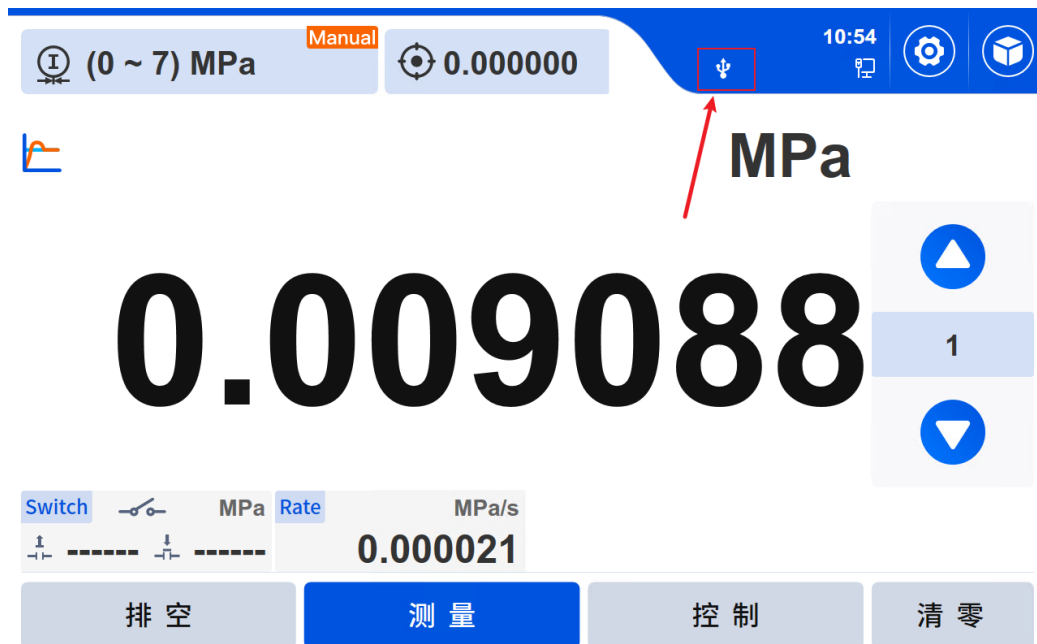 Manual
(0 ~ 7) MPa
0.000000
10:54
MPa
0.009088
1
Switch MPa Rate MPa/s
------ ------ 0.000021
排空 测量 控制 清零